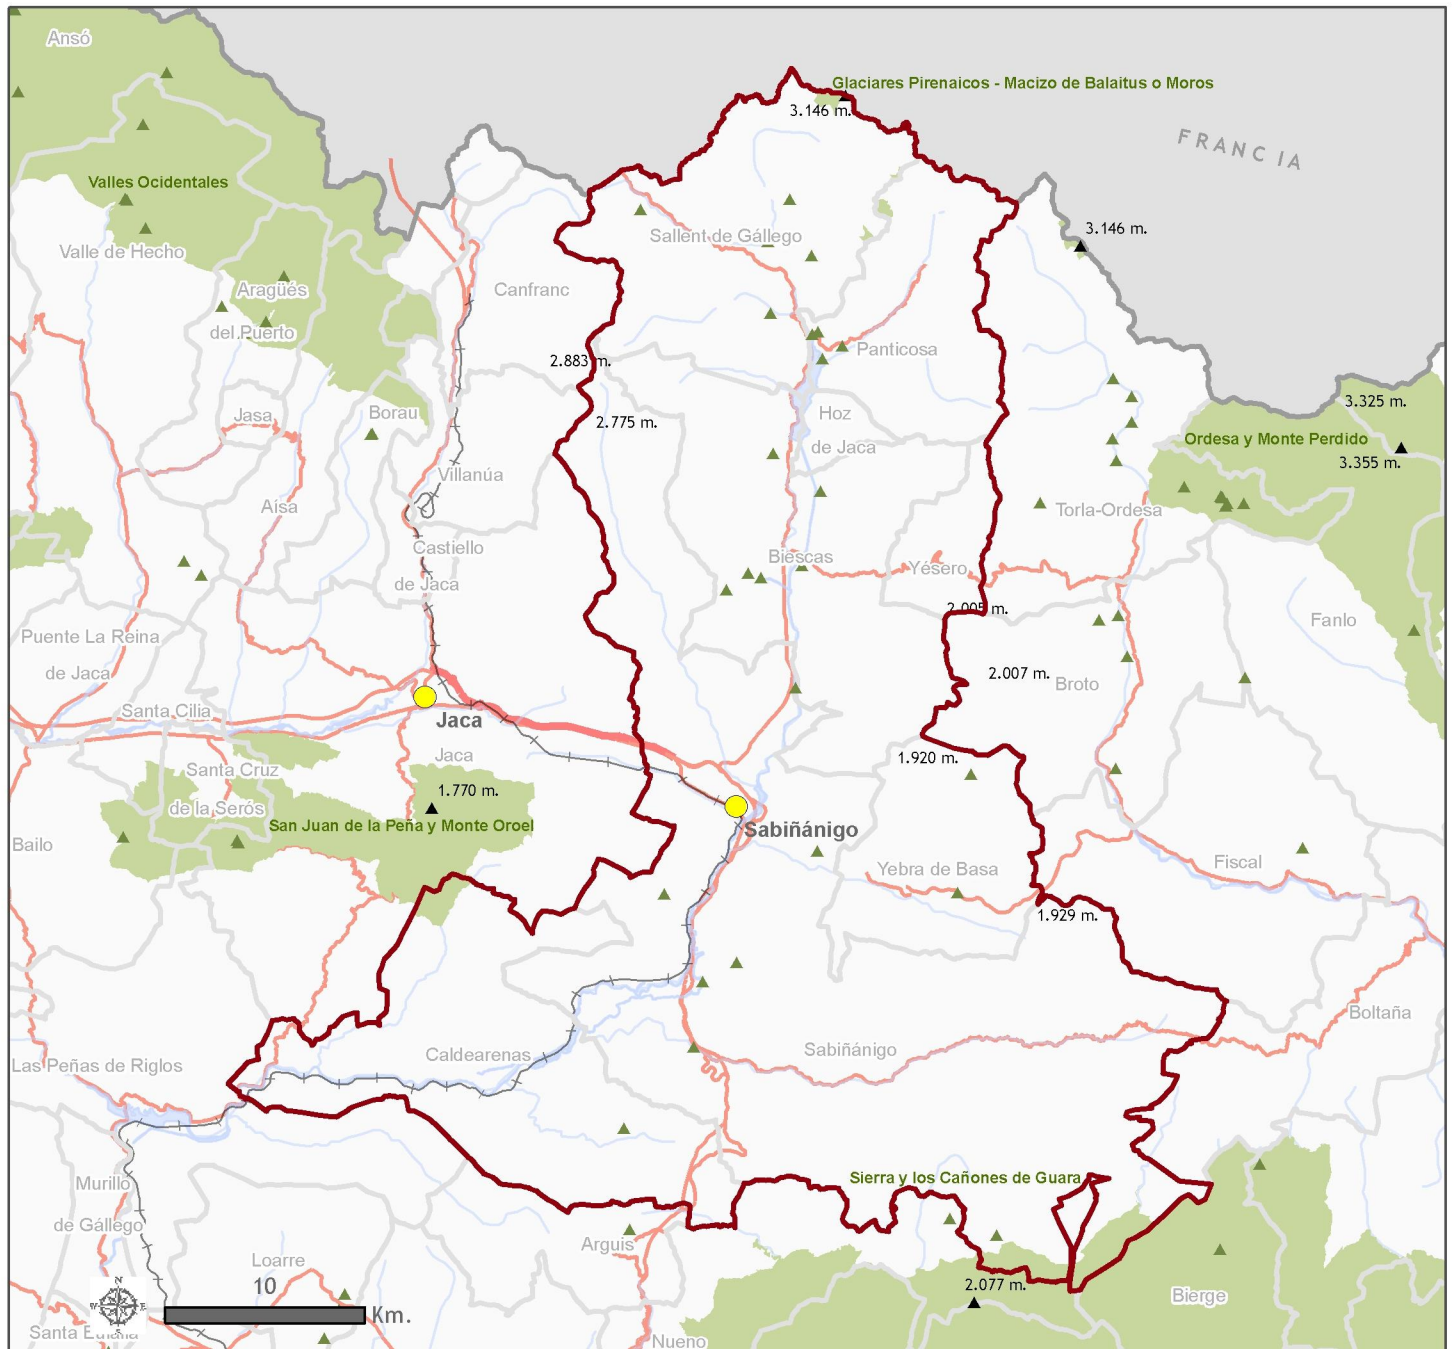 Ansó
Glaciares Pirenaicos - Macizo de Balaitus o Moros
3.146 m.
FRANCIA
Valles Ocidentales
Valle de Hecho
Sallent de Gállego
3.146 m.
Aragüés
del Puerto
Canfranc
Panticosa
2.883 m.
Jasa
Borau
2.775 m.
Hoz
de Jaca
3.325 m.
Ordesa y Monte Perdido
3.355 m.
Villanúa
Aísa
Torla-Ordesa
Castiello
de Jaca
Biescas
Yésero
2.005 m.
Fanlo
Puente La Reina
de Jaca
2.007 m.
Broto
Santa Cilia
Jaca
Jaca
1.920 m.
Santa Cruz
de la Serós
1.770 m.
San Juan de la Peña y Monte Oroel
Sabiñánigo
Bailo
Yebra de Basa
Fiscal
1.929 m.
Boltaña
Caldearenas
Sabiñánigo
Las Peñas de Riglos
Murillo
de Gállego
Sierra y los Cañones de Guara
Arguis
Loarre
2.077 m.
Bierge
10
Km.
N
W
E
S
Santa Eulalia
Nueno